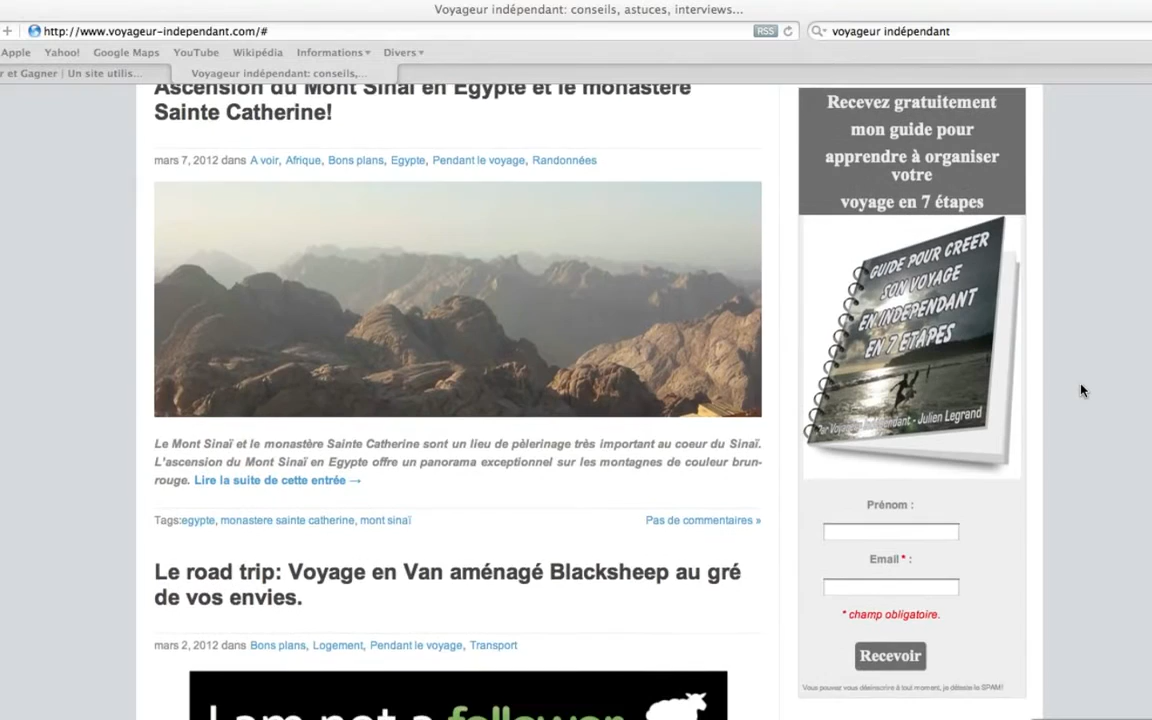 Voyageur indépendant: conseils, astuces, interviews...
http://www.voyageur-independant.com/#
RSS
voyageur indépendant
Apple Yahoo! Google Maps YouTube Wikipédia Informations▾ Divers▾
r et Gagner | Un site utilis...
Voyageur indépendant: conseils,...
Ascension du Mont Sinaï en Egypte et le monastère
Sainte Catherine!
mars 7, 2012 dans A voir, Afrique, Bons plans, Egypte, Pendant le voyage, Randonnées
Le Mont Sinaï et le monastère Sainte Catherine sont un lieu de pèlerinage très important au coeur du Sinaï.
L'ascension du Mont Sinaï en Egypte offre un panorama exceptionnel sur les montagnes de couleur brun-
rouge. Lire la suite de cette entrée →
Tags:egypte, monastere sainte catherine, mont sinaï
Pas de commentaires »
Le road trip: Voyage en Van aménagé Blacksheep au gré
de vos envies.
mars 2, 2012 dans Bons plans, Logement, Pendant le voyage, Transport
I am not a follower
Recevez gratuitement
mon guide pour
apprendre à organiser
votre
voyage en 7 étapes
GUIDE POUR CREER
SON VOYAGE
EN INDEPENDANT
EN 7 ETAPES
Par Voyageur Indépendant - Julien Legrand
Prénom :
Email * :
* champ obligatoire.
Recevoir
Vous pouvez vous désinscrire à tout moment, je déteste le SPAM!